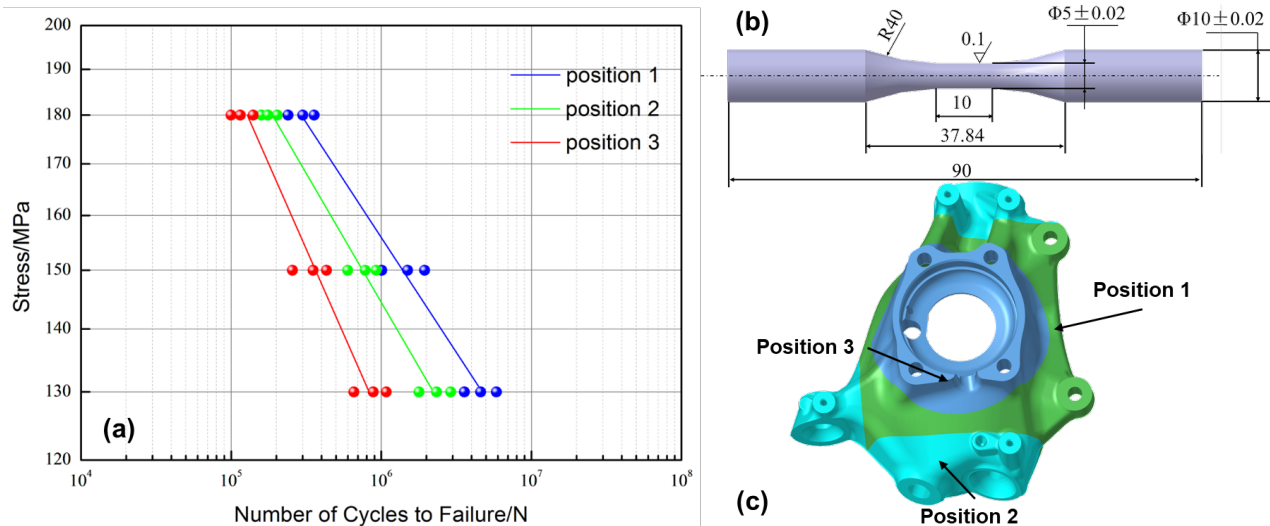 (a)
200
190
180
170
160
150
140
130
120
Stress/MPa
position 1
position 2
position 3
10⁴
10⁵
10⁶
10⁷
10⁸
Number of Cycles to Failure/N
(b)
R40
0.1
Φ5±0.02
Φ10±0.02
10
37.84
90
(c)
Position 1
Position 3
Position 2